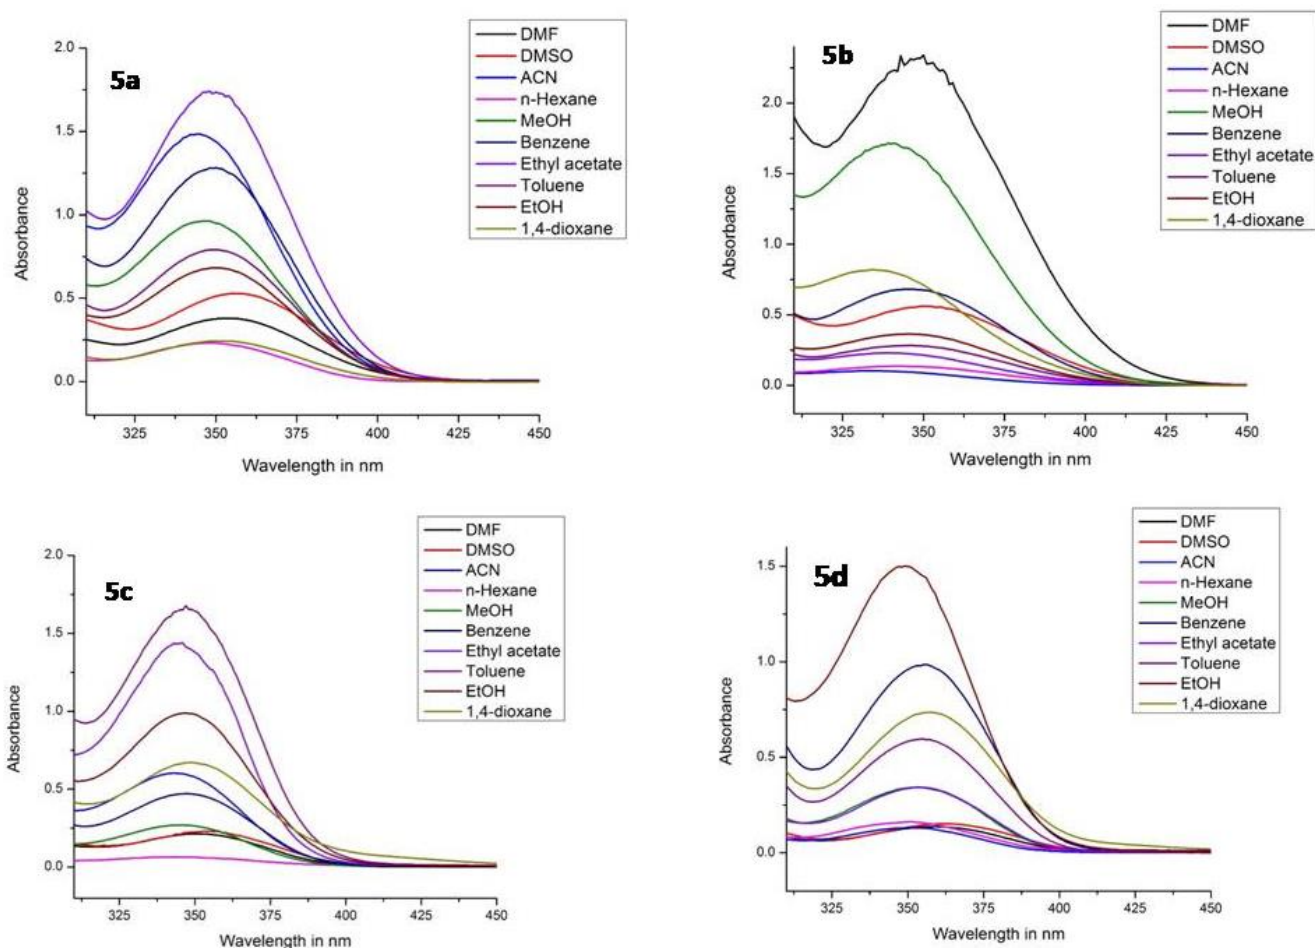 5a
DMF
DMSO
ACN
n-Hexane
MeOH
Benzene
Ethyl acetate
Toluene
EtOH
1,4-dioxane
2.0
1.5
1.0
0.5
0.0
Absorbance
325 350 375 400 425 450
Wavelength in nm
5b
DMF
DMSO
ACN
n-Hexane
MeOH
Benzene
Ethyl acetate
Toluene
EtOH
1,4-dioxane
2.0
1.5
1.0
0.5
0.0
Absorbance
325 350 375 400 425 450
Wavelength in nm
5c
DMF
DMSO
ACN
n-Hexane
MeOH
Benzene
Ethyl acetate
Toluene
EtOH
1,4-dioxane
2.0
1.5
1.0
0.5
0.0
Absorbance
325 350 375 400 425 450
Wavelength in nm
5d
DMF
DMSO
ACN
n-Hexane
MeOH
Benzene
Ethyl acetate
Toluene
EtOH
1,4-dioxane
1.5
1.0
0.5
0.0
Absorbance
325 350 375 400 425 450
Wavelength in nm